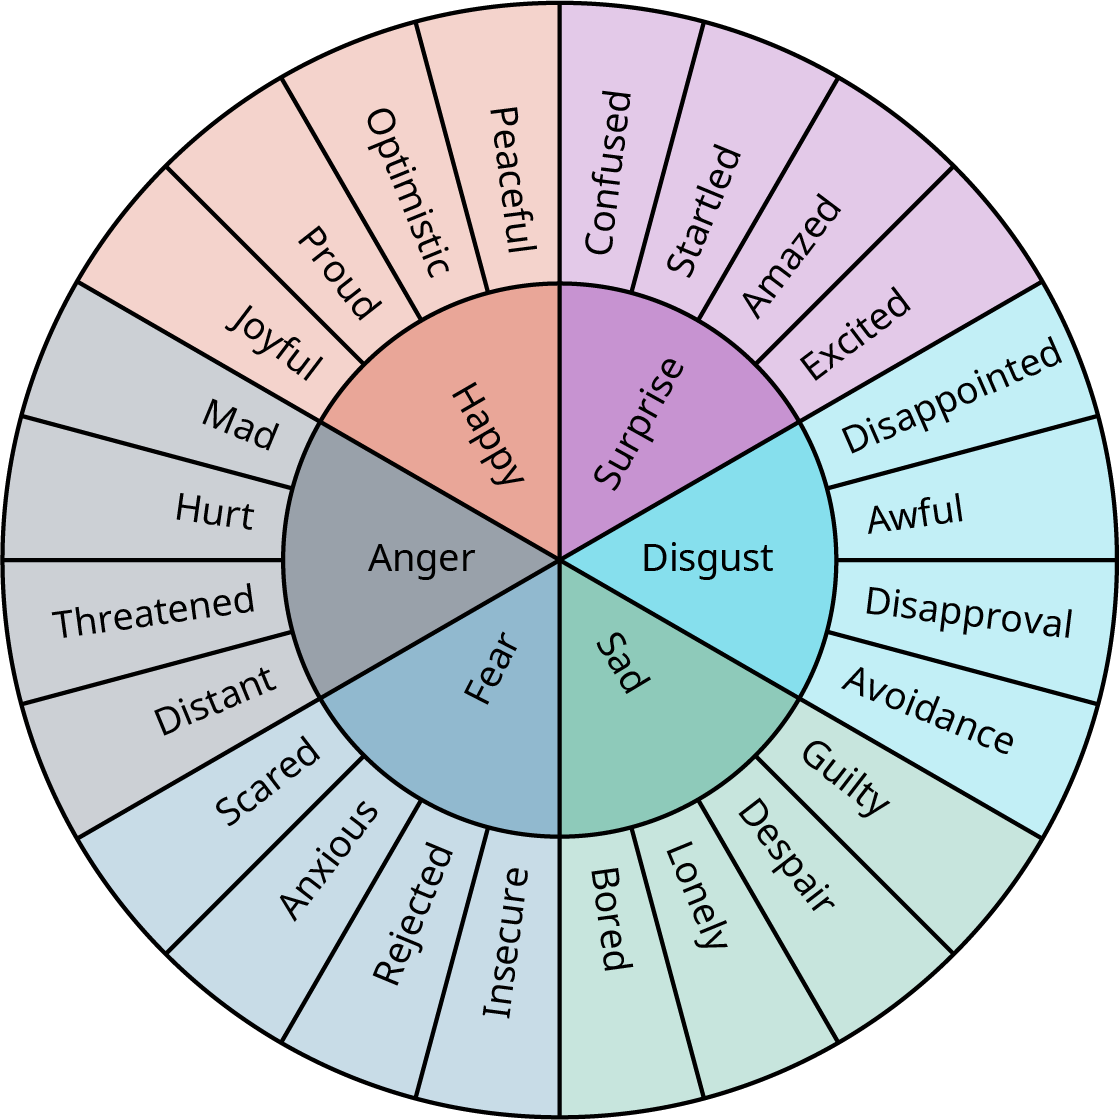 Confused
Startled
Amazed
Excited
Disappointed
Awful
Disapproval
Avoidance
Guilty
Despair
Lonely
Bored
Insecure
Rejected
Anxious
Scared
Distant
Threatened
Hurt
Mad
Joyful
Proud
Optimistic
Peaceful
Surprise
Disgust
Sad
Fear
Anger
Happy